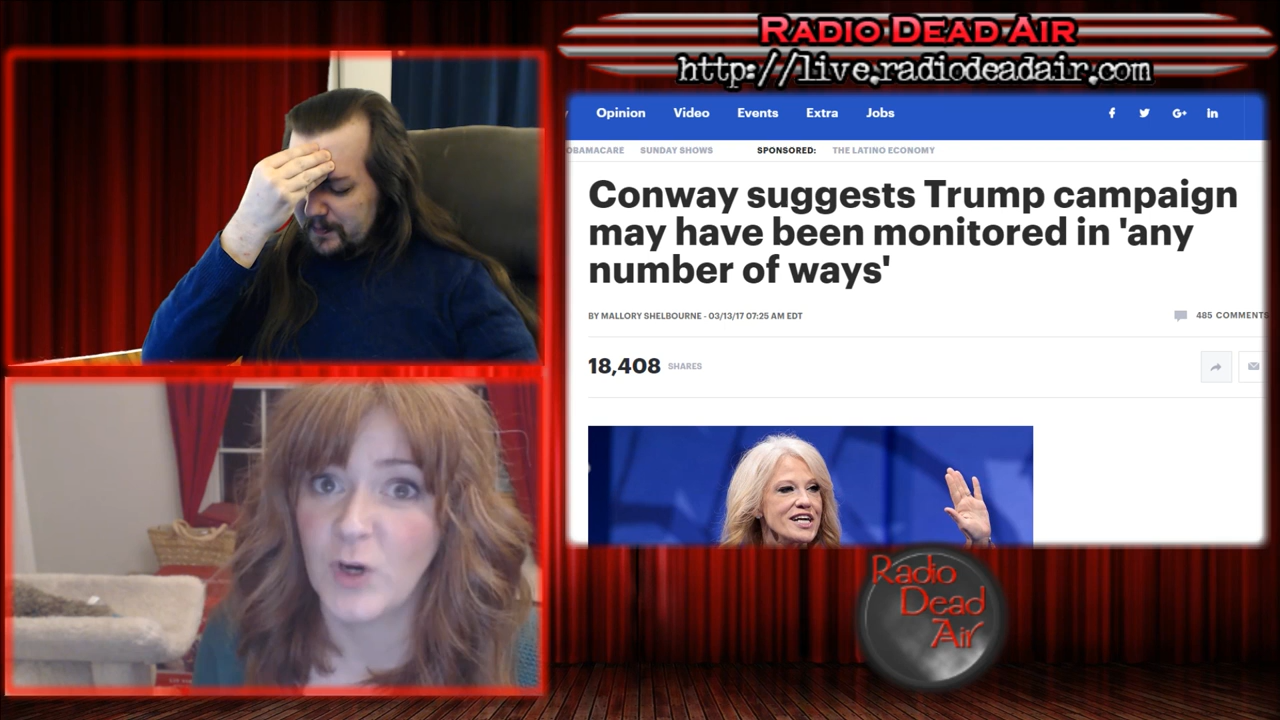 Radio Dead Air
http://live.radiodeadair.com
Opinion Video Events Extra Jobs
OBAMACARE SUNDAY SHOWS SPONSORED: THE LATINO ECONOMY
Conway suggests Trump campaign
may have been monitored in 'any
number of ways'
BY MALLORY SHELBOURNE - 03/13/17 07:25 AM EDT
485 COMMENTS
18,408 SHARES
Radio
Dead
Air